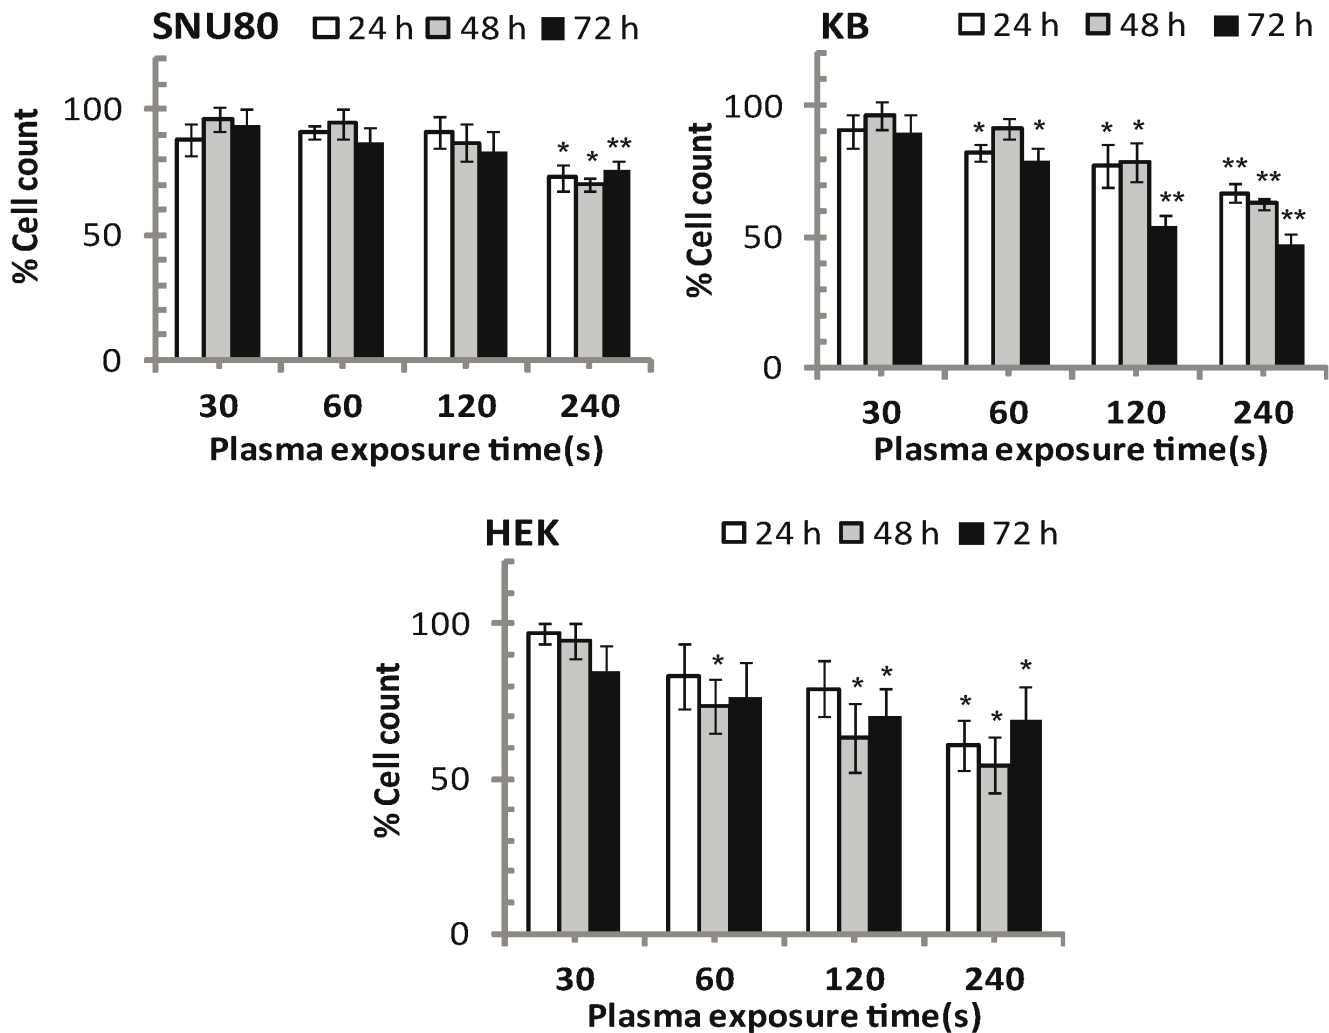 SNU80 24 h 48 h 72 h
% Cell count
100
50
0
* * **
30 60 120 240
Plasma exposure time(s)
KB 24 h 48 h 72 h
% Cell count
100
50
0
* * * * ** ** ** **
30 60 120 240
Plasma exposure time(s)
HEK 24 h 48 h 72 h
% Cell count
100
50
0
* * * * * *
30 60 120 240
Plasma exposure time(s)